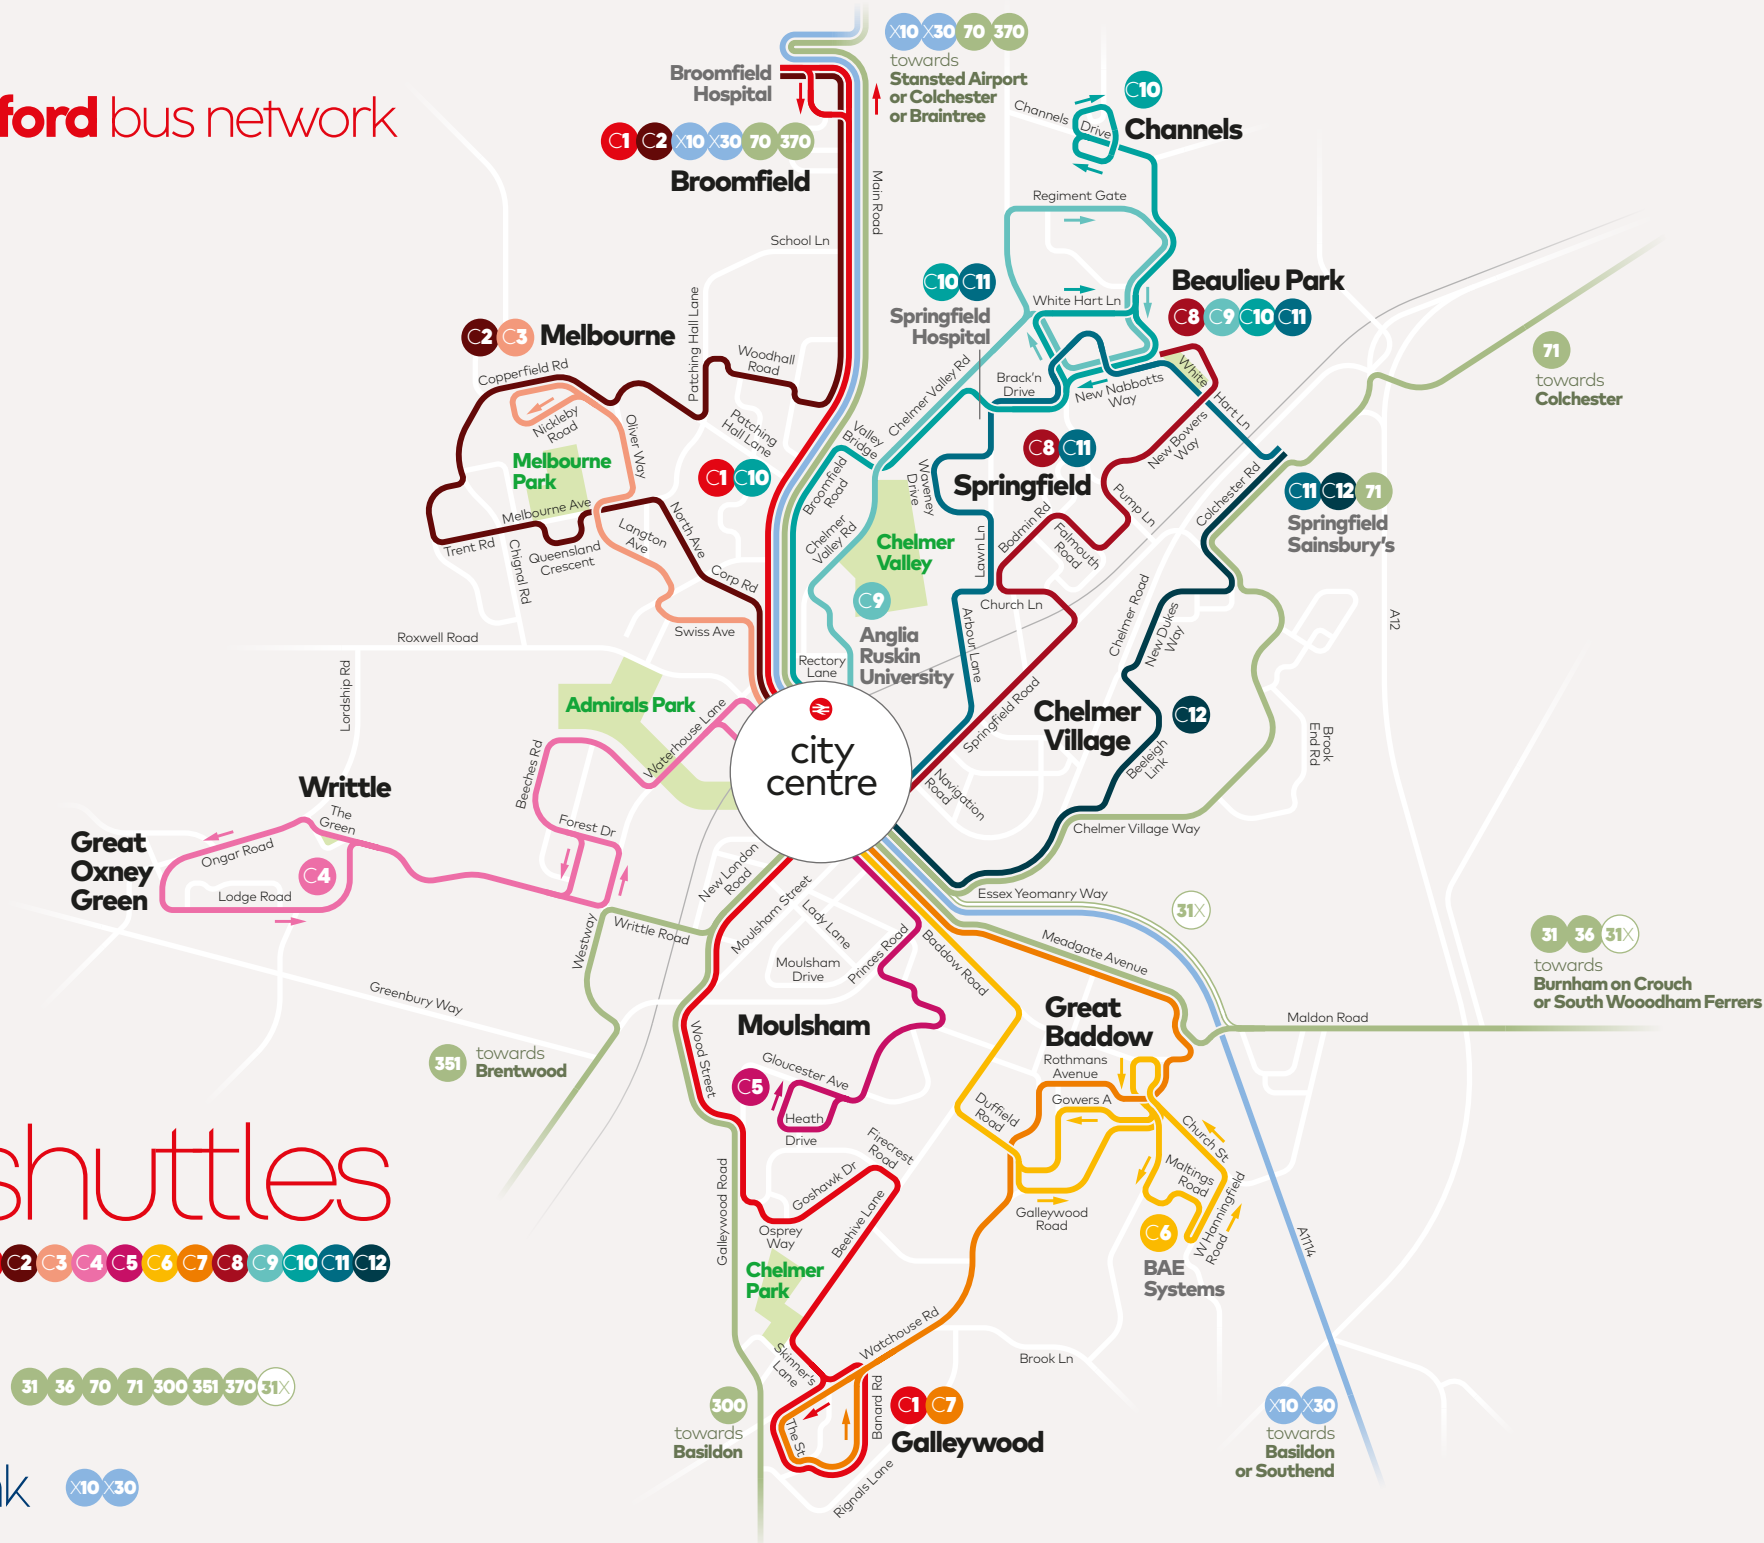 ford bus network
X10 X30 70 370
towards
Stansted Airport
or Colchester
or Braintree
Broomfield
Hospital
C1 C2 X10 X30 70 370
Broomfield
Main Road
School Ln
Channels
Drive
C10
Channels
Regiment Gate
C10 C11
Springfield
Hospital
White Hart Ln
Beaulieu Park
C8 C9 C10 C11
C2 C3 Melbourne
Copperfield Rd
Nickleby
Road
Oliver Way
Patching Hall Lane
Woodhall
Road
Patching
Hall Lane
Melbourne
Park
Melbourne Ave
Trent Rd
Chignal Rd
Queensland
Crescent
Langton
Ave
North Ave
Corp Rd
Swiss Ave
Roxwell Road
Lordship Rd
C1 C10
Broomfield
Road
Valley
Bridge
Chelmer Valley Rd
Chelmer
Valley Rd
Chelmer
Valley
C9
Anglia
Ruskin
University
Rectory
Lane
Brack'n
Drive
New Nabbotts
Way
White
Hart Ln
New Bowers
Way
C8 C11
Springfield
Waveney
Drive
Lawn Ln
Bodmin Rd
Falmouth
Road
Pump Ln
Church Ln
Arbour Lane
Springfield Road
Colchester Rd
71
towards
Colchester
C11 C12 71
Springfield
Sainsbury's
A12
Chelmer Road
New Dukes
Way
Chelmer
Village
C12
Beeleigh
Link
Brook
End Rd
Navigation
Road
Chelmer Village Way
Admirals Park
Waterhouse Lane
Beeches Rd
Forest Dr
city
centre
Writtle
The
Green
Great
Oxney
Green
Ongar Road
C4
Lodge Road
Westway
Writtle Road
New London
Road
Greenbury Way
351
towards
Brentwood
Moulsham Street
Lady Lane
Moulsham
Drive
Princes Road
Baddow Road
Essex Yeomanry Way
31X
Meadgate Avenue
31 36 31X
towards
Burnham on Crouch
or South Wooodham Ferrers
Maldon Road
Moulsham
Wood Street
C5
Gloucester Ave
Heath
Drive
Great
Baddow
Rothmans
Avenue
Gowers A
Duffield
Road
Church St
Maltings
Road
W Hanningfield
Road
Galleywood
Road
C6
BAE
Systems
A1114
Firecrest
Road
Goshawk Dr
Osprey
Way
Beehive Lane
Galleywood Road
Chelmer
Park
Skinner's
Lane
Watchouse Rd
Brook Ln
The St
Banard Rd
C1 C7
Galleywood
Rignals Lane
300
towards
Basildon
X10 X30
towards
Basildon
or Southend
shuttles
C2 C3 C4 C5 C6 C7 C8 C9 C10 C11 C12
31 36 70 71 300 351 370 31X
k X10 X30